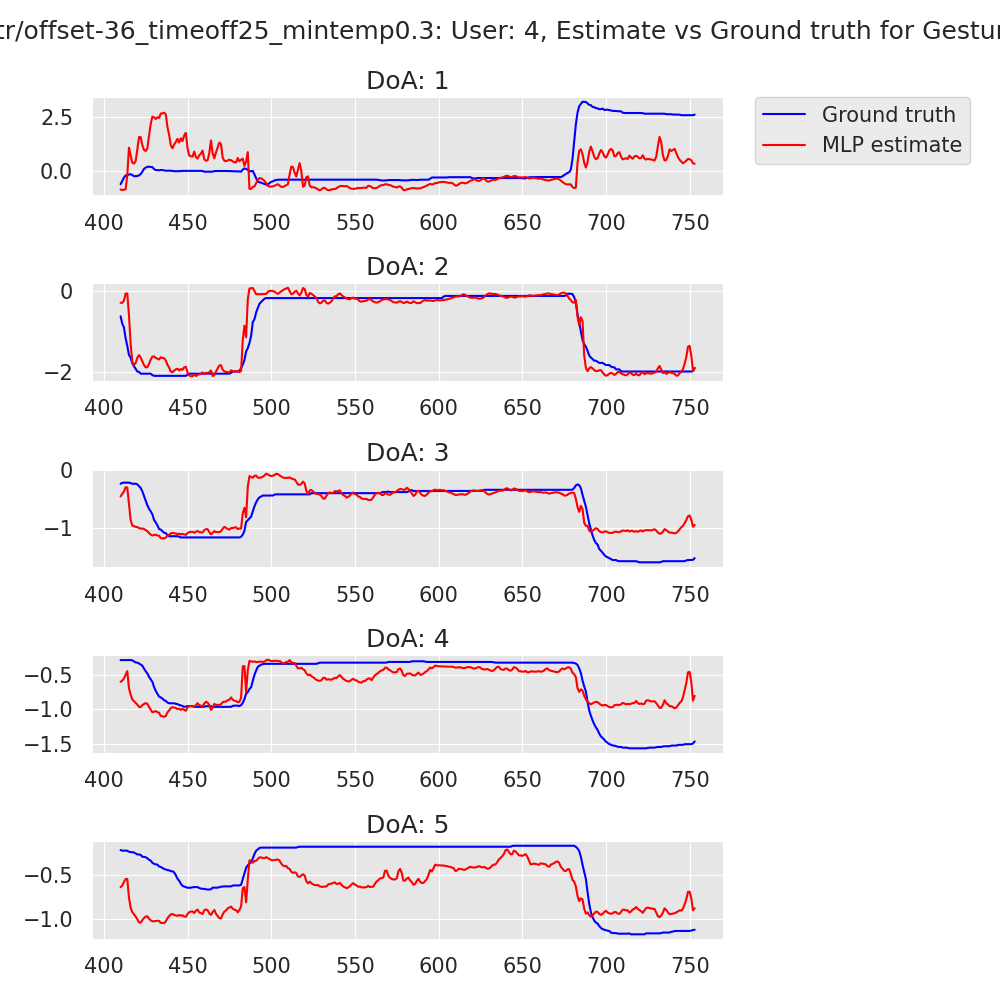 tr/offset-36_timeoff25_mintemp0.3: User: 4, Estimate vs Ground truth for Gestur
DoA: 1
Ground truth
MLP estimate
2.5
0.0
400 450 500 550 600 650 700 750
DoA: 2
0
−2
400 450 500 550 600 650 700 750
DoA: 3
0
−1
400 450 500 550 600 650 700 750
DoA: 4
−0.5
−1.0
−1.5
400 450 500 550 600 650 700 750
DoA: 5
−0.5
−1.0
400 450 500 550 600 650 700 750